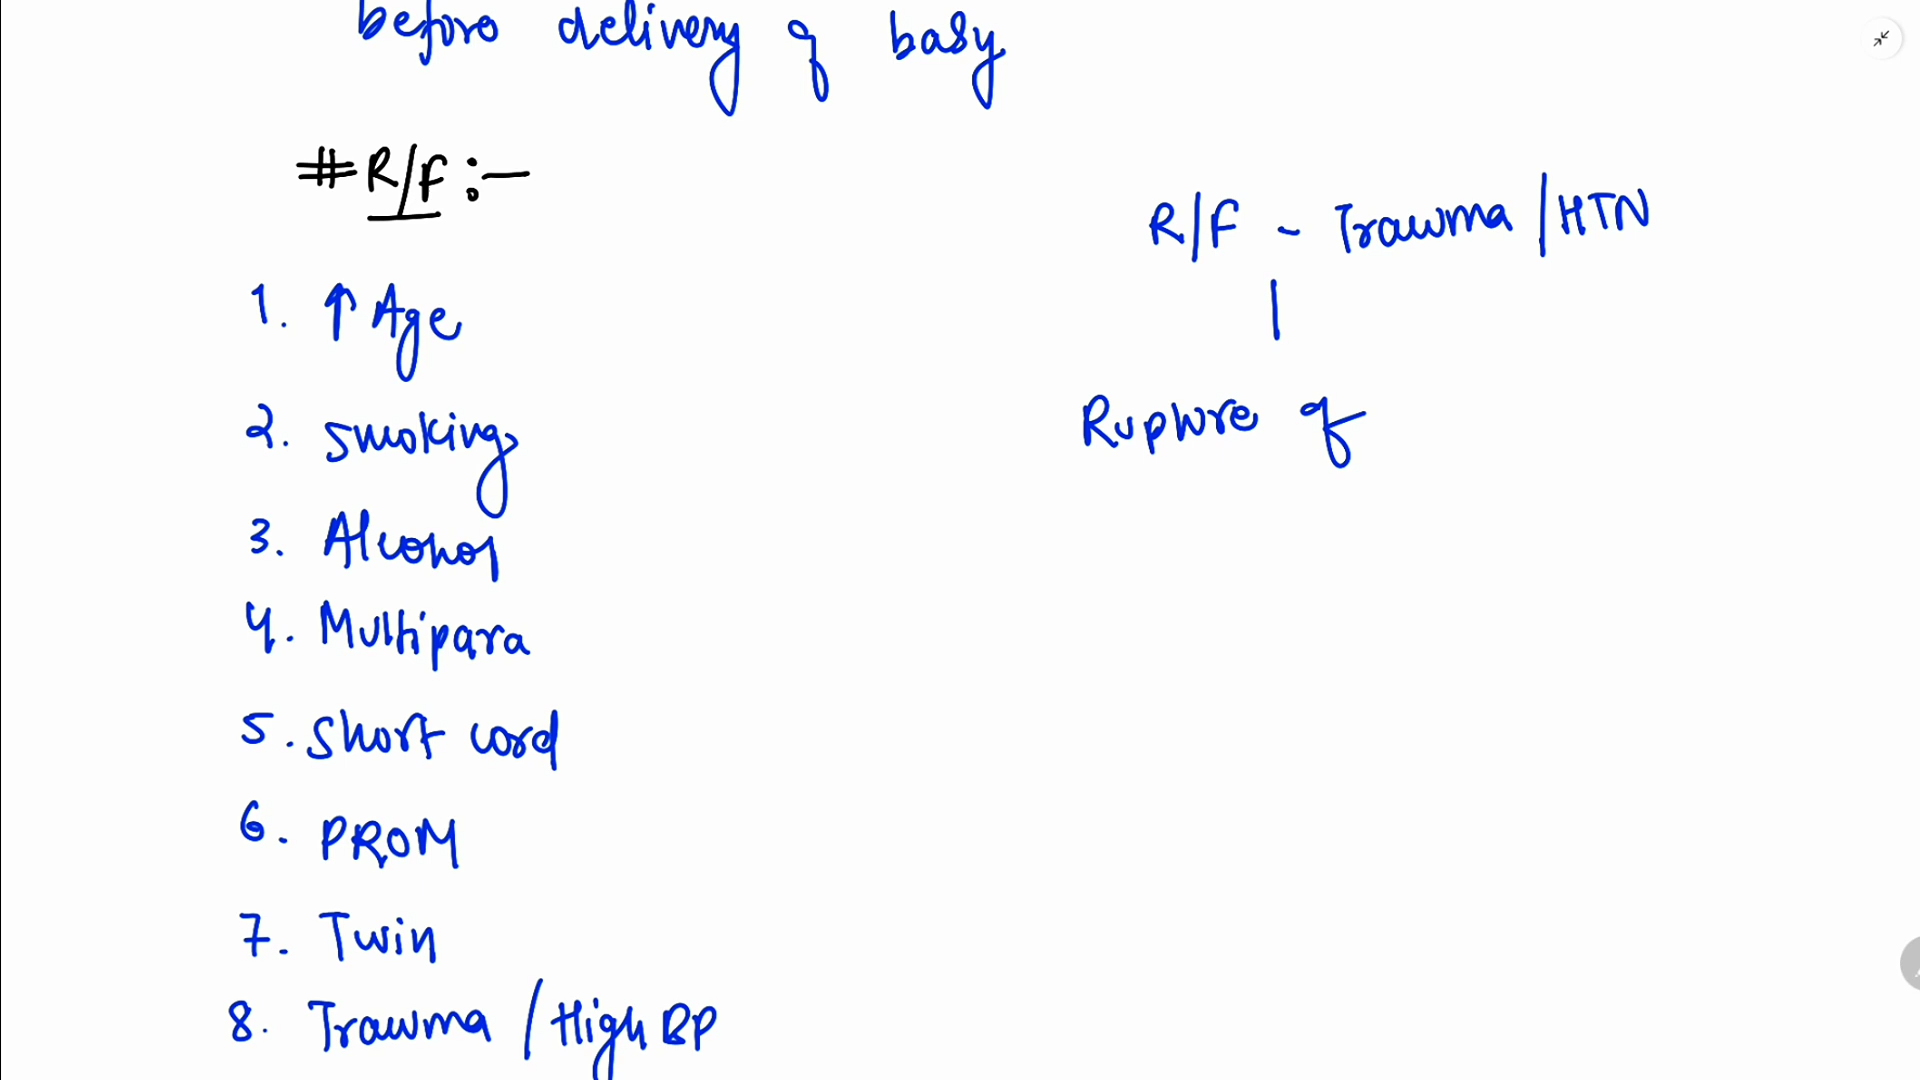 before delivery of baby
# R/F :-
1. ↑ Age
2. Smoking
3. Alcohol
4. Multipara
5. Short cord
6. PROM
7. Twin
8. Trauma / High BP
R/F - Trauma / HTN
|
Rupture of